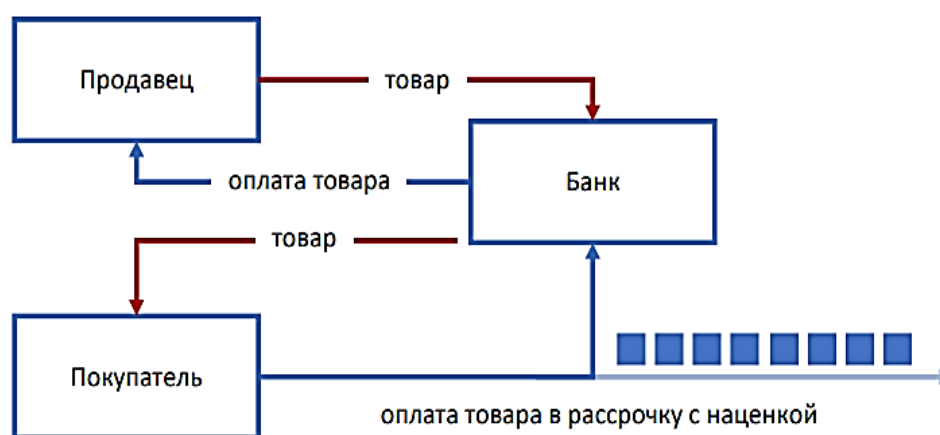 Продавец
товар
Банк
оплата товара
товар
Покупатель
оплата товара в рассрочку с наценкой